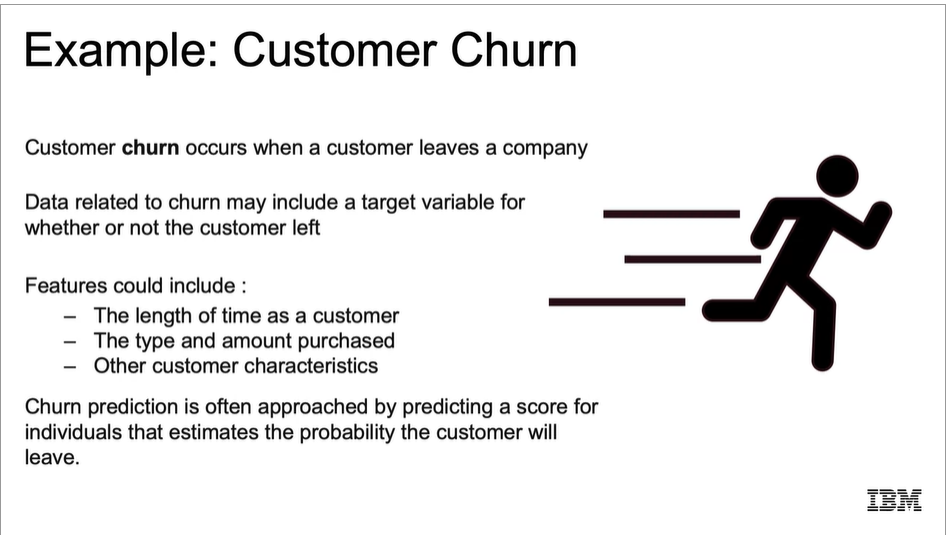 Example: Customer Churn
Customer churn occurs when a customer leaves a company
Data related to churn may include a target variable for
whether or not the customer left
Features could include :
– The length of time as a customer
– The type and amount purchased
– Other customer characteristics
Churn prediction is often approached by predicting a score for
individuals that estimates the probability the customer will
leave.
IBM